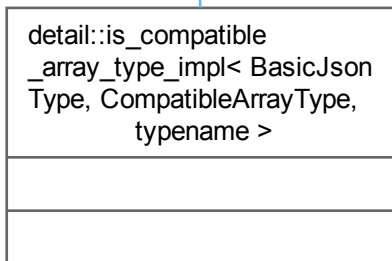 detail::is_compatible
_array_type_impl< BasicJson
Type, CompatibleArrayType,
typename >